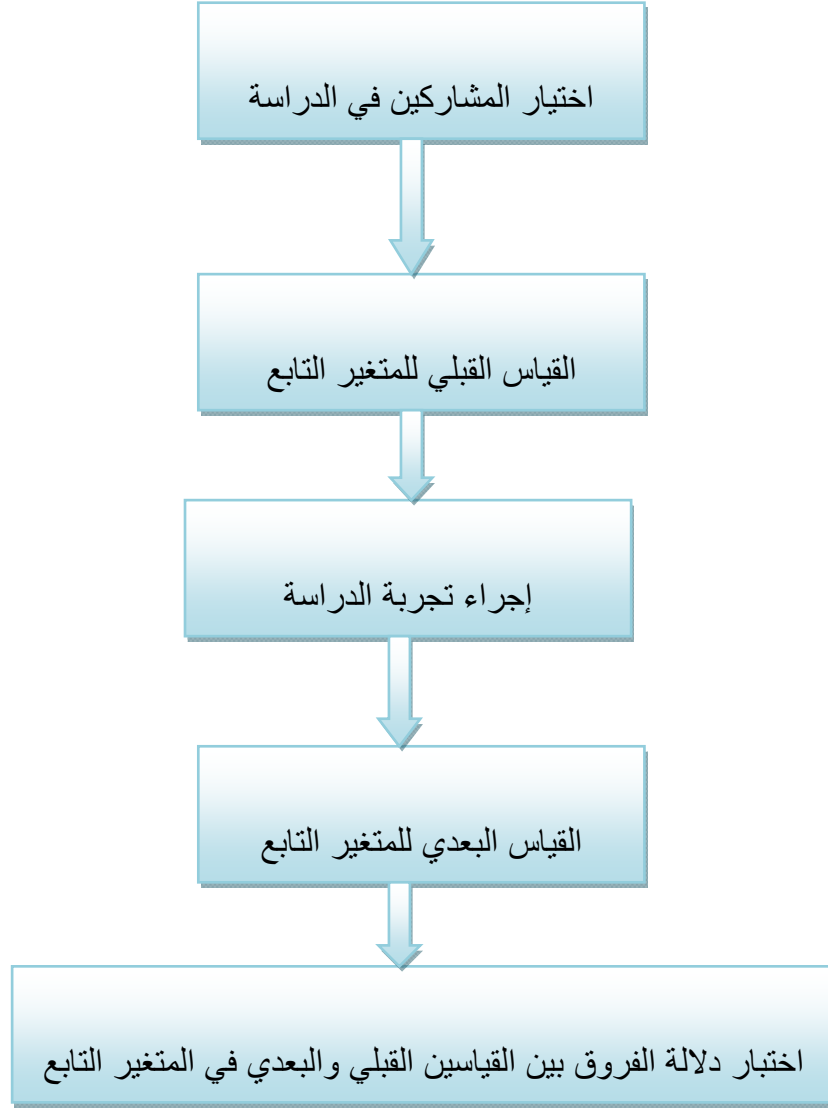 اختيار المشاركين في الدراسة
القياس القبلي للمتغير التابع
إجراء تجربة الدراسة
القياس البعدي للمتغير التابع
اختبار دلالة الفروق بين القياسين القبلي والبعدي في المتغير التابع